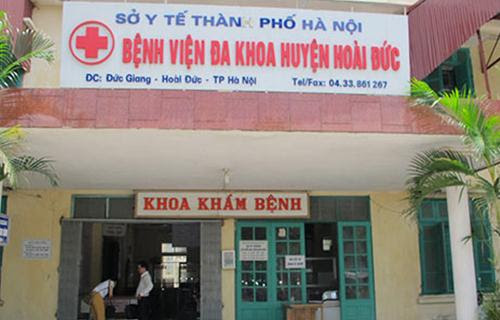 SỞ Y TẾ THÀNH PHỐ HÀ NỘI
BỆNH VIỆN ĐA KHOA HUYỆN HOÀI ĐỨC
ĐC: Đức Giang - Hoài Đức - TP Hà Nội
Tel/Fax: 04.33.861 267
KHOA KHÁM BỆNH